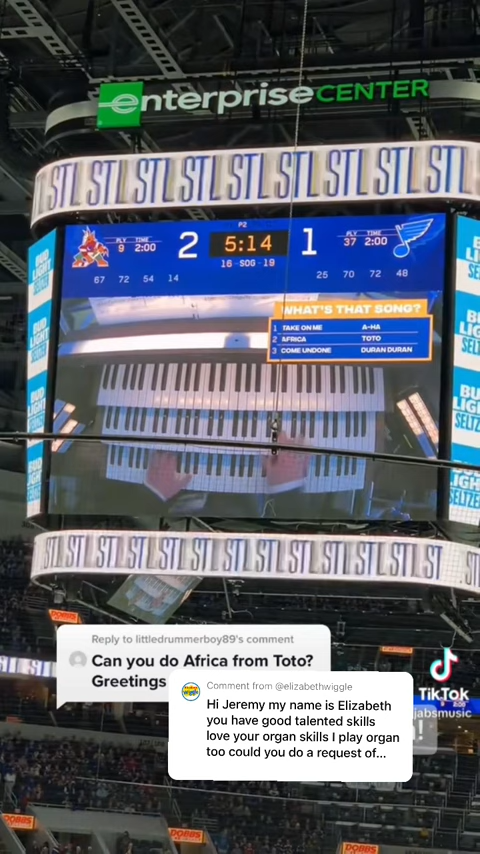 enterprise CENTER
STL STL STL STL STL STL STL STL STL
P2
PLY TIME
9 2:00
2
5:14
1
PLY TIME
37 2:00
16 - SOG - 19
67 72 54 14
25 70 72 48
WHAT'S THAT SONG?
1 TAKE ON ME A-HA
2 AFRICA TOTO
3 COME UNDONE DURAN DURAN
BUD LIGHT SELTZER
STL STL STL STL STL STL STL STL ST
DOBBS
Reply to littledrummerboy89's comment
Can you do Africa from Toto?
Greetings
Comment from @elizabethwiggle
Hi Jeremy my name is Elizabeth
you have good talented skills
love your organ skills I play organ
too could you do a request of...
TikTok
jabsmusic
DOBBS
DOBBS
DOBBS